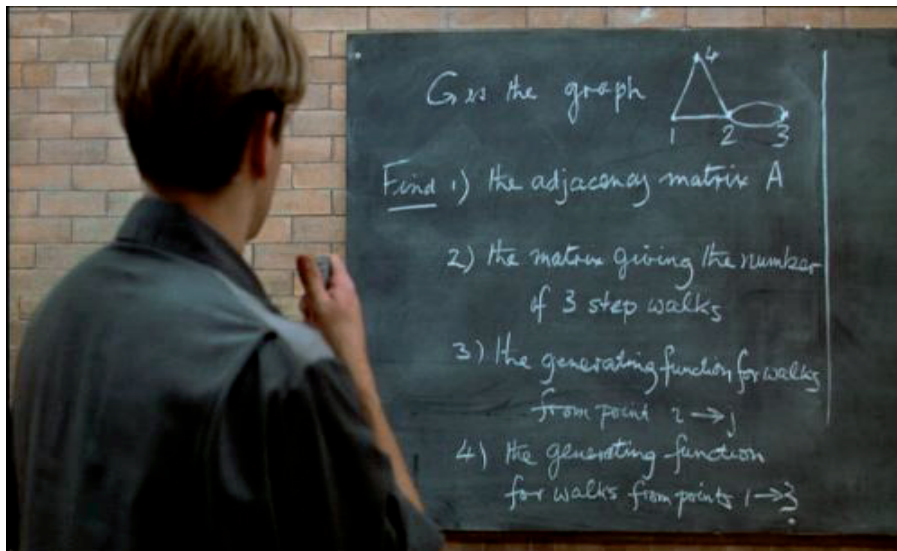 G is the graph
4
1 2 3
Find 1) the adjacency matrix A
2) the matrix giving the number
of 3 step walks
3) the generating function for walks
from point i → j
4) the generating function
for walks from points 1 → 3